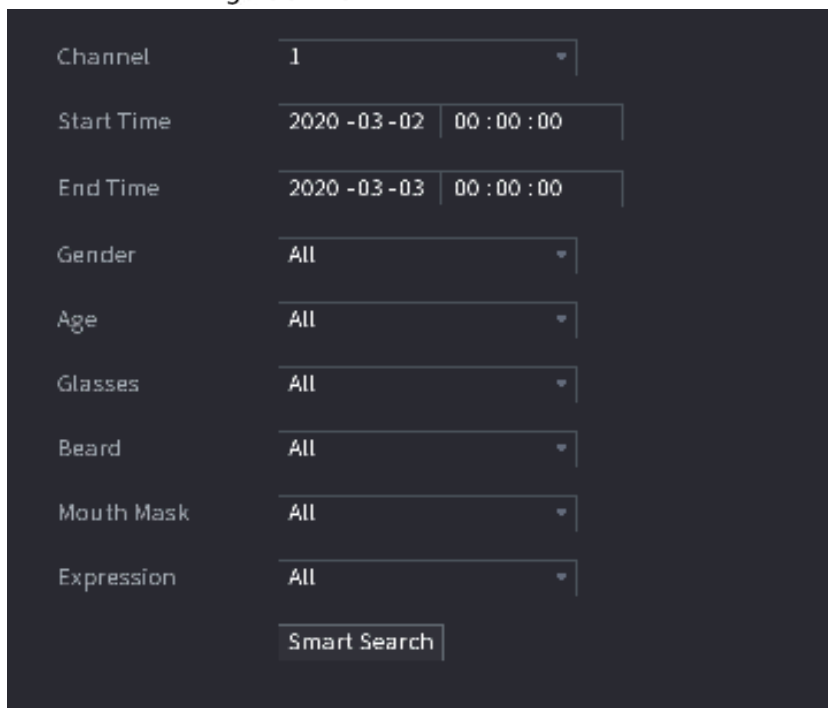 Channel 1
Start Time 2020 -03 -02 00 : 00 : 00
End Time 2020 -03 -03 00 : 00 : 00
Gender All
Age All
Glasses All
Beard All
Mouth Mask All
Expression All
Smart Search